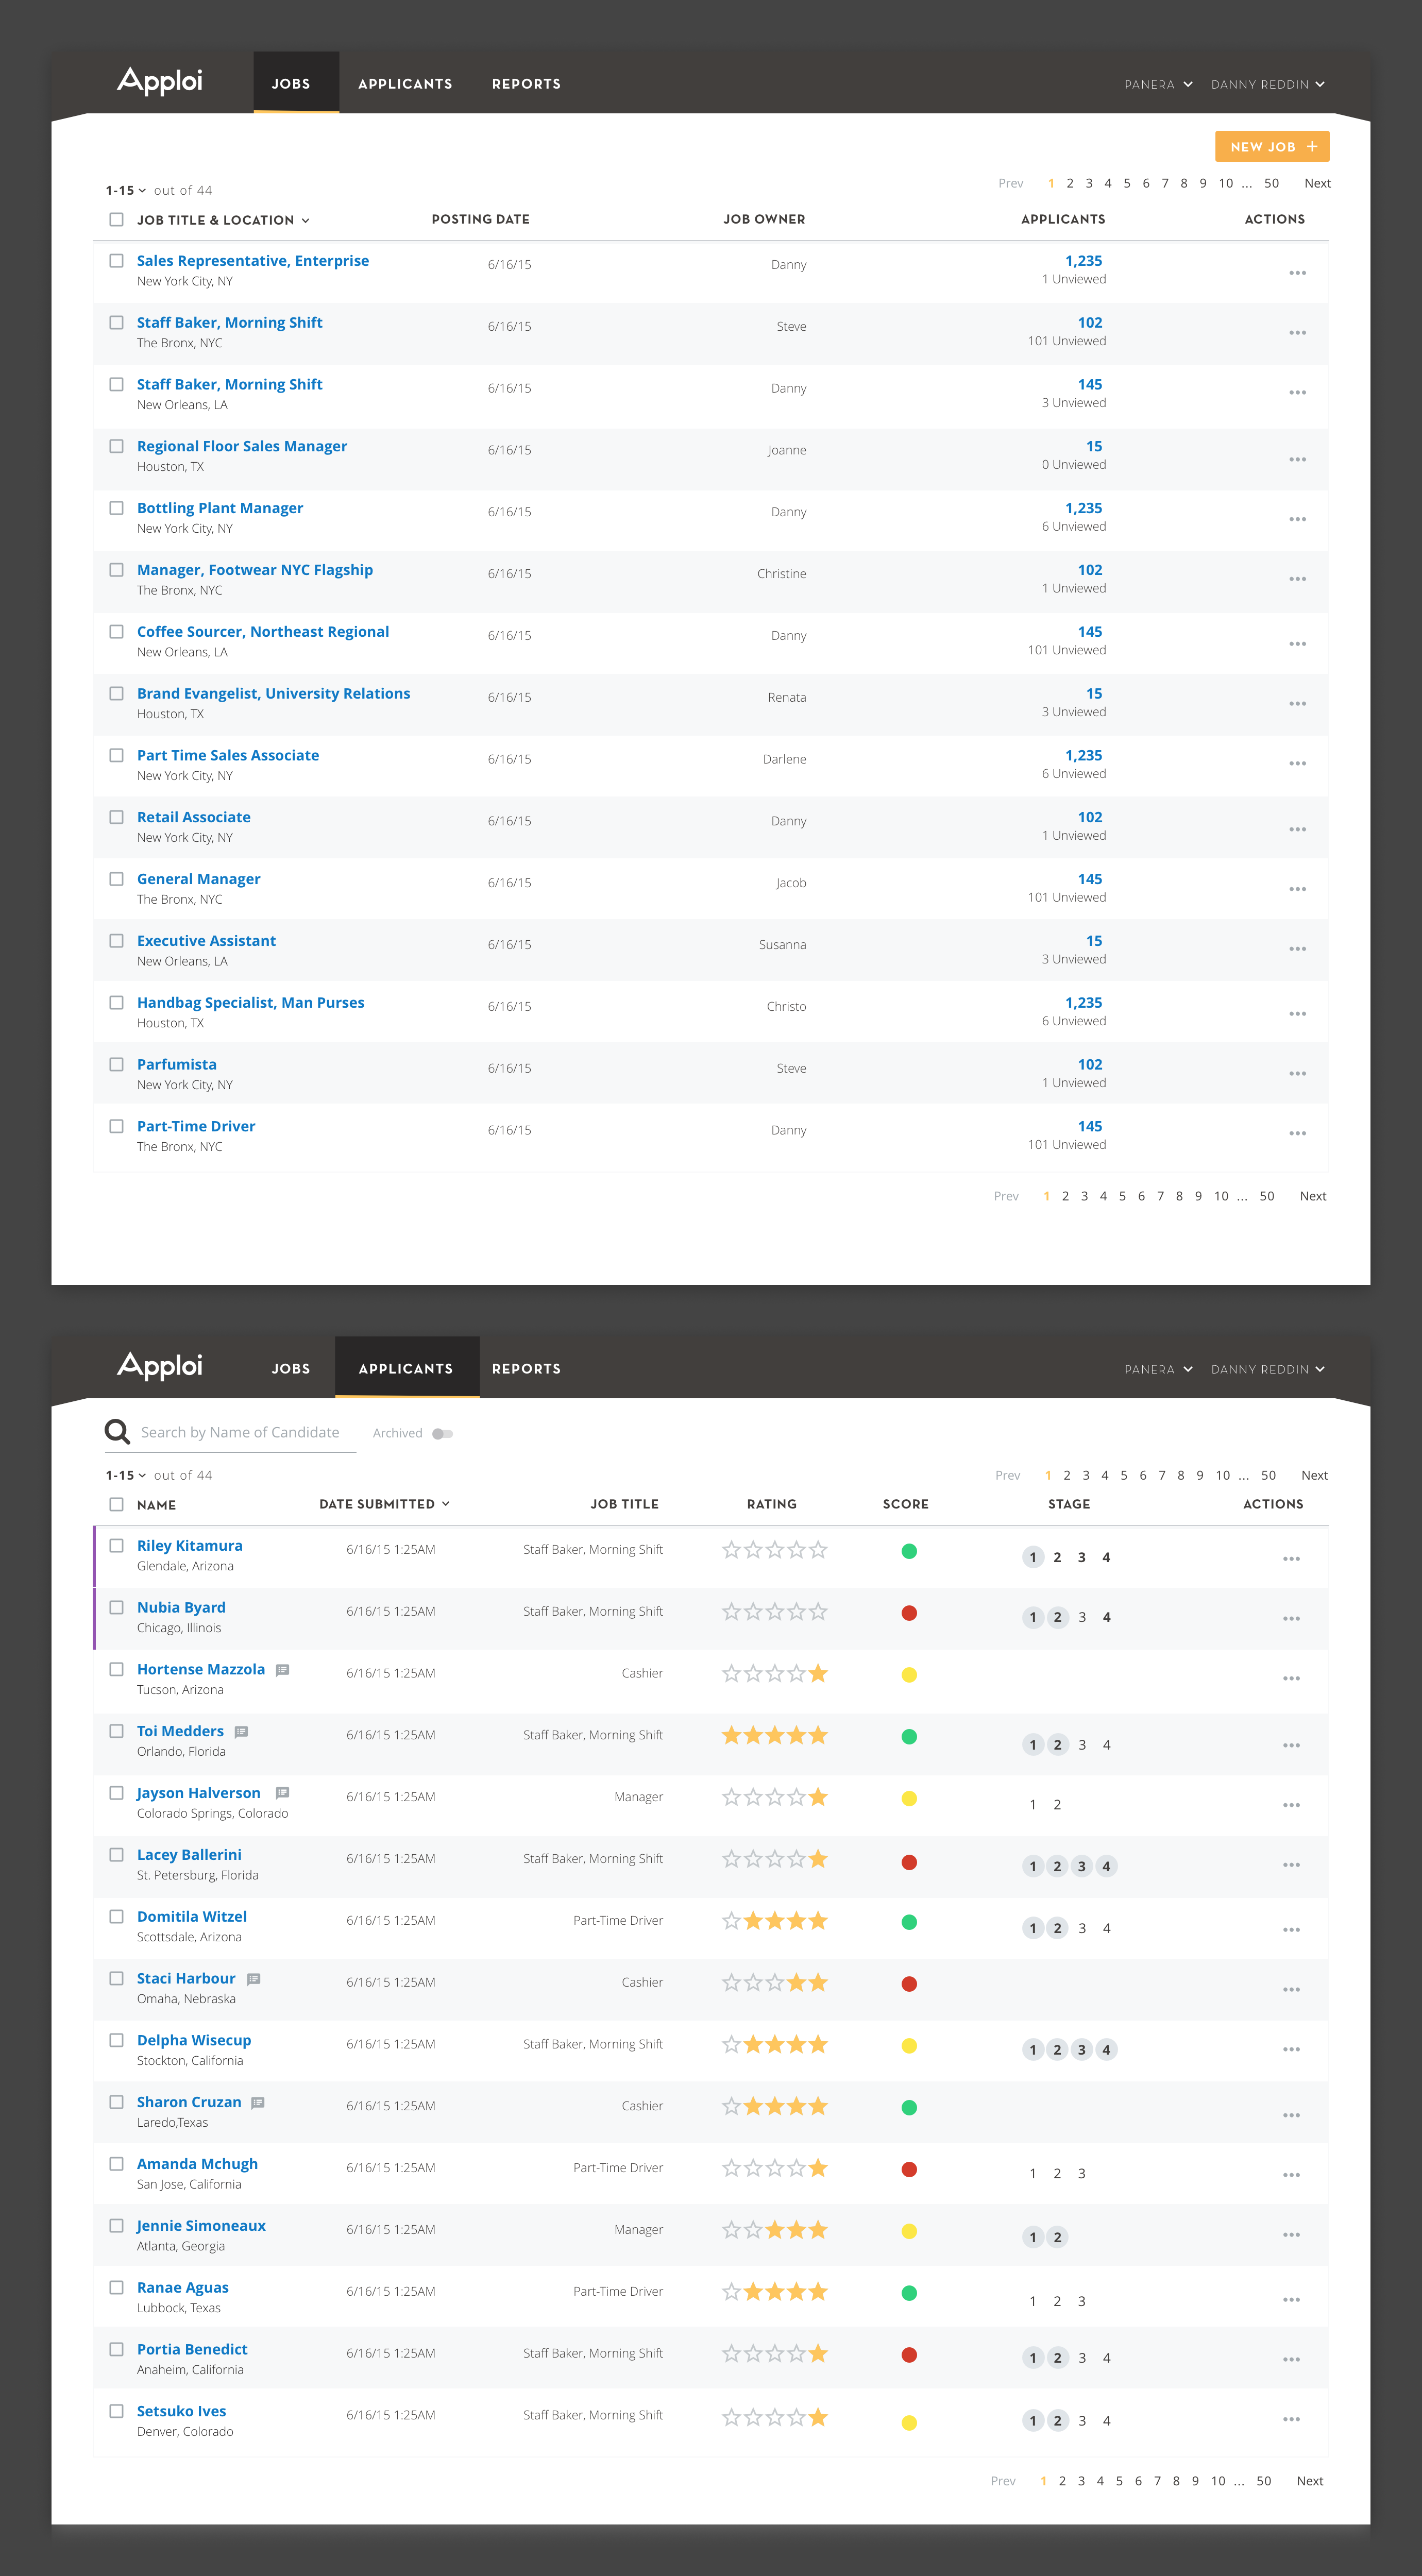 Apploi JOBS APPLICANTS REPORTS PANERA DANNY REDDIN
NEW JOB +
1-15 out of 44 Prev 1 2 3 4 5 6 7 8 9 10 ... 50 Next
JOB TITLE & LOCATION POSTING DATE JOB OWNER APPLICANTS ACTIONS
Sales Representative, Enterprise 6/16/15 Danny 1,235
New York City, NY 1 Unviewed
Staff Baker, Morning Shift 6/16/15 Steve 102
The Bronx, NYC 101 Unviewed
Staff Baker, Morning Shift 6/16/15 Danny 145
New Orleans, LA 3 Unviewed
Regional Floor Sales Manager 6/16/15 Joanne 15
Houston, TX 0 Unviewed
Bottling Plant Manager 6/16/15 Danny 1,235
New York City, NY 6 Unviewed
Manager, Footwear NYC Flagship 6/16/15 Christine 102
The Bronx, NYC 1 Unviewed
Coffee Sourcer, Northeast Regional 6/16/15 Danny 145
New Orleans, LA 101 Unviewed
Brand Evangelist, University Relations 6/16/15 Renata 15
Houston, TX 3 Unviewed
Part Time Sales Associate 6/16/15 Darlene 1,235
New York City, NY 6 Unviewed
Retail Associate 6/16/15 Danny 102
New York City, NY 1 Unviewed
General Manager 6/16/15 Jacob 145
The Bronx, NYC 101 Unviewed
Executive Assistant 6/16/15 Susanna 15
New Orleans, LA 3 Unviewed
Handbag Specialist, Man Purses 6/16/15 Christo 1,235
Houston, TX 6 Unviewed
Parfumista 6/16/15 Steve 102
New York City, NY 1 Unviewed
Part-Time Driver 6/16/15 Danny 145
The Bronx, NYC 101 Unviewed
Prev 1 2 3 4 5 6 7 8 9 10 ... 50 Next
Apploi JOBS APPLICANTS REPORTS PANERA DANNY REDDIN
Search by Name of Candidate Archived
1-15 out of 44 Prev 1 2 3 4 5 6 7 8 9 10 ... 50 Next
NAME DATE SUBMITTED JOB TITLE RATING SCORE STAGE ACTIONS
Riley Kitamura 6/16/15 1:25AM Staff Baker, Morning Shift 1 2 3 4
Glendale, Arizona
Nubia Byard 6/16/15 1:25AM Staff Baker, Morning Shift 1 2 3 4
Chicago, Illinois
Hortense Mazzola 6/16/15 1:25AM Cashier
Tucson, Arizona
Toi Medders 6/16/15 1:25AM Staff Baker, Morning Shift 1 2 3 4
Orlando, Florida
Jayson Halverson 6/16/15 1:25AM Manager 1 2
Colorado Springs, Colorado
Lacey Ballerini 6/16/15 1:25AM Staff Baker, Morning Shift 1 2 3 4
St. Petersburg, Florida
Domitila Witzel 6/16/15 1:25AM Part-Time Driver 1 2 3 4
Scottsdale, Arizona
Staci Harbour 6/16/15 1:25AM Cashier
Omaha, Nebraska
Delpha Wisecup 6/16/15 1:25AM Staff Baker, Morning Shift 1 2 3 4
Stockton, California
Sharon Cruzan 6/16/15 1:25AM Cashier
Laredo,Texas
Amanda Mchugh 6/16/15 1:25AM Part-Time Driver 1 2 3
San Jose, California
Jennie Simoneaux 6/16/15 1:25AM Manager 1 2
Atlanta, Georgia
Ranae Aguas 6/16/15 1:25AM Part-Time Driver 1 2 3
Lubbock, Texas
Portia Benedict 6/16/15 1:25AM Staff Baker, Morning Shift 1 2 3 4
Anaheim, California
Setsuko Ives 6/16/15 1:25AM Staff Baker, Morning Shift 1 2 3 4
Denver, Colorado
Prev 1 2 3 4 5 6 7 8 9 10 ... 50 Next